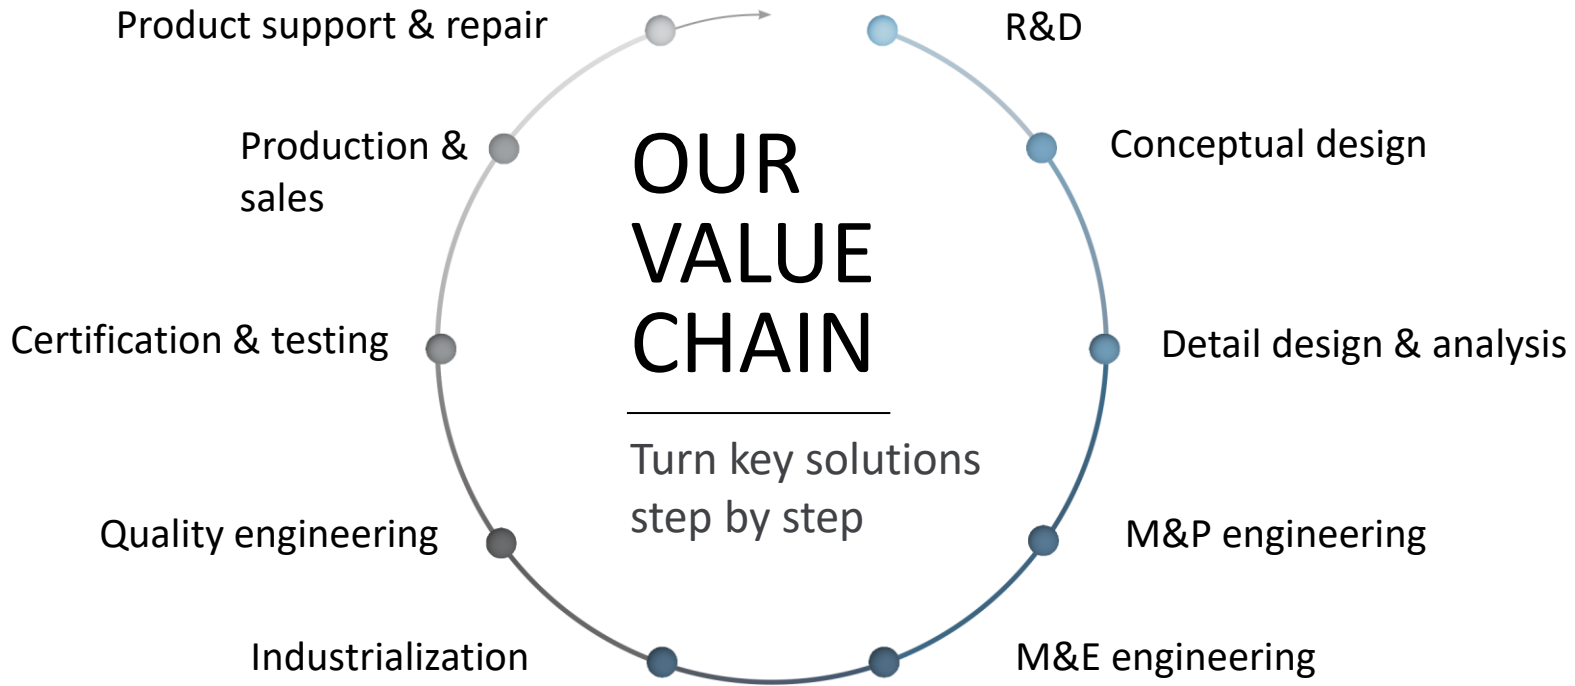 OUR
VALUE
CHAIN
Turn key solutions
step by step
R&D
Conceptual design
Detail design & analysis
M&P engineering
M&E engineering
Industrialization
Quality engineering
Certification & testing
Production &
sales
Product support & repair